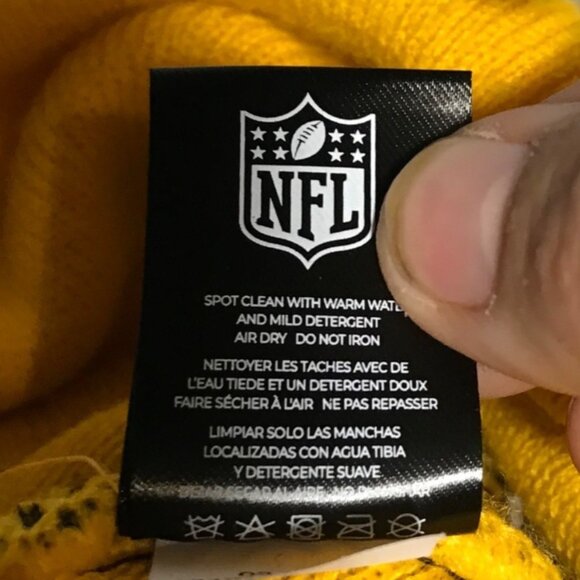 NFL
SPOT CLEAN WITH WARM WATE
AND MILD DETERGENT
AIR DRY DO NOT IRON
NETTOYER LES TACHES AVEC DE
L'EAU TIEDE ET UN DETERGENT DOUX
FAIRE SÉCHER À L'AIR NE PAS REPASSER
LIMPIAR SOLO LAS MANCHAS
LOCALIZADAS CON AGUA TIBIA
Y DETERGENTE SUAVE.